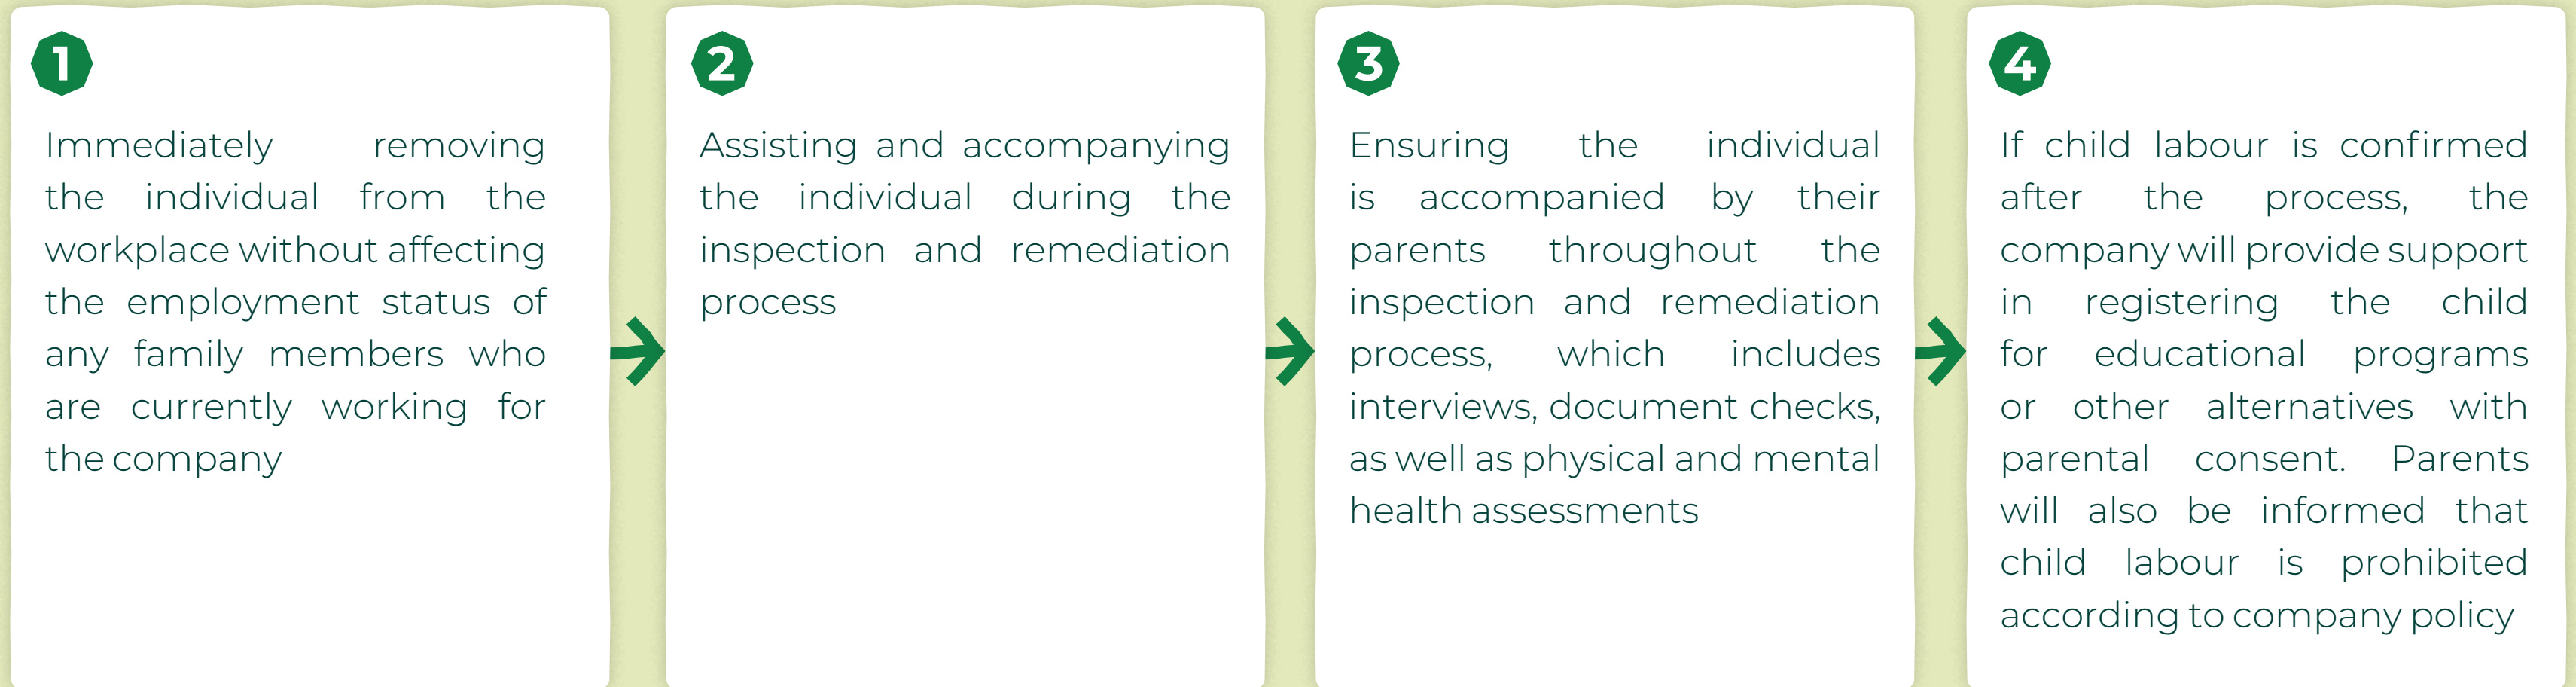 1
Immediately removing
the individual from the
workplace without affecting
the employment status of
any family members who
are currently working for
the company
2
Assisting and accompanying
the individual during the
inspection and remediation
process
3
Ensuring the individual
is accompanied by their
parents throughout the
inspection and remediation
process, which includes
interviews, document checks,
as well as physical and mental
health assessments
4
If child labour is confirmed
after the process, the
company will provide support
in registering the child
for educational programs
or other alternatives with
parental consent. Parents
will also be informed that
child labour is prohibited
according to company policy